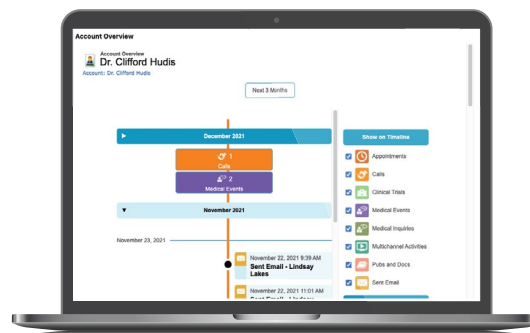 Account Overview
Account Overview
Dr. Clifford Hudis
Account: Dr. Clifford Hudis
Next 3 Months
December 2021
1
Calls
2
Medical Events
November 2021
November 23, 2021
November 22, 2021 9:39 AM
Sent Email - Lindsay
Lakes
November 22, 2021 11:01 AM
Sent Email - Lindsay
Show on Timeline
Appointments
Calls
Clinical Trials
Medical Events
Medical Inquiries
Multichannel Activities
Pubs and Docs
Sent Email